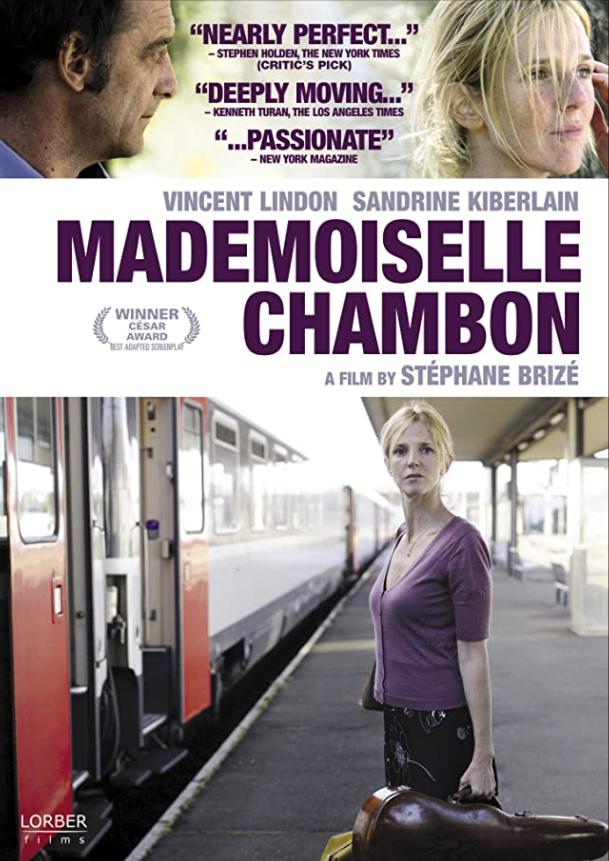 “NEARLY PERFECT...”
– STEPHEN HOLDEN, THE NEW YORK TIMES
(CRITIC'S PICK)
“DEEPLY MOVING...”
– KENNETH TURAN, THE LOS ANGELES TIMES
“...PASSIONATE”
– NEW YORK MAGAZINE
VINCENT LINDON SANDRINE KIBERLAIN
MADEMOISELLE
CHAMBON
WINNER
CÉSAR
AWARD
BEST ADAPTED SCREENPLAY
A FILM BY STÉPHANE BRIZÉ
LORBER
films